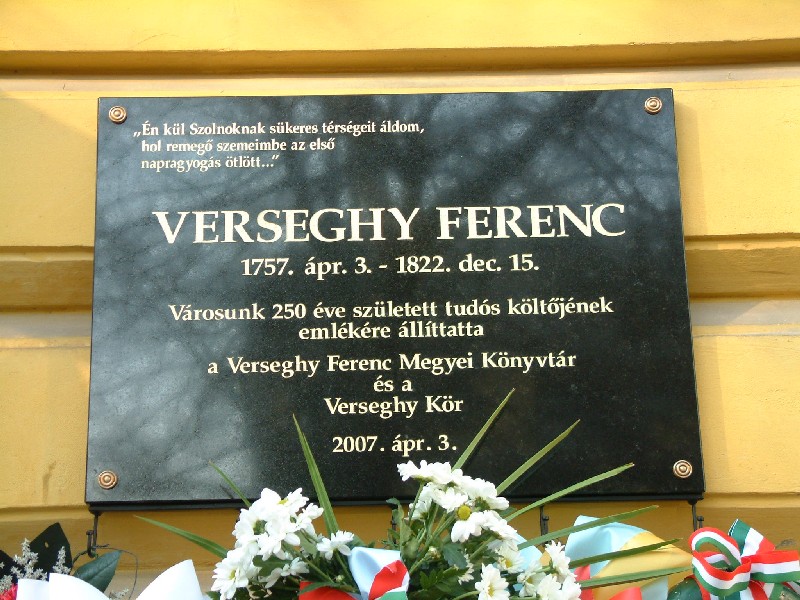 „Én kül Szolnoknak sükeres térségeit áldom,
hol remegő szemeimbe az első
napragyogás ötlött..."
VERSEGHY FERENC
1757. ápr. 3. - 1822. dec. 15.
Városunk 250 éve született tudós költőjének
emlékére állíttatta
a Verseghy Ferenc Megyei Könyvtár
és a
Verseghy Kör
2007. ápr. 3.